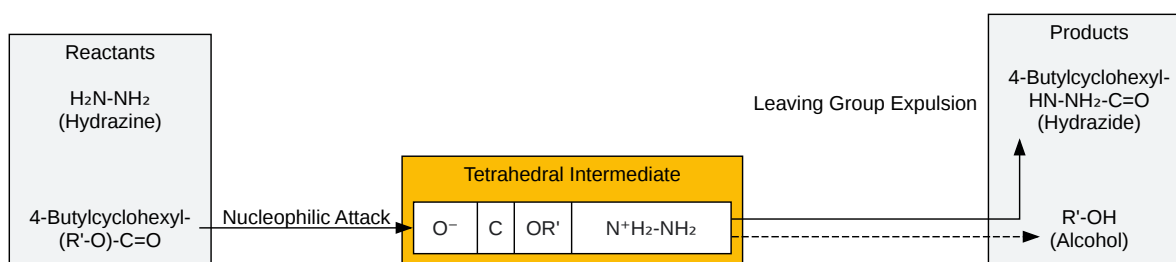 Reactants
H₂N-NH₂
(Hydrazine)
4-Butylcyclohexyl-
(R'-O)-C=O
Nucleophilic Attack
Tetrahedral Intermediate
O⁻ C OR' N⁺H₂-NH₂
Leaving Group Expulsion
Products
4-Butylcyclohexyl-
HN-NH₂-C=O
(Hydrazide)
R'-OH
(Alcohol)